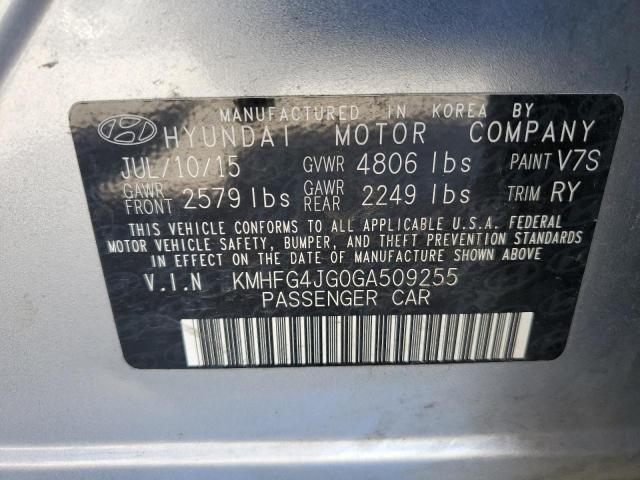 MANUFACTURED IN KOREA BY
HYUNDAI MOTOR COMPANY
JUL/10/15 GVWR 4806 lbs PAINT V7S
GAWR FRONT 2579 lbs GAWR REAR 2249 lbs TRIM RY
THIS VEHICLE CONFORMS TO ALL APPLICABLE U.S.A. FEDERAL
MOTOR VEHICLE SAFETY, BUMPER, AND THEFT PREVENTION STANDARDS
IN EFFECT ON THE DATE OF MANUFACTURE SHOWN ABOVE
V.I.N KMHFG4JG0GA509255
PASSENGER CAR